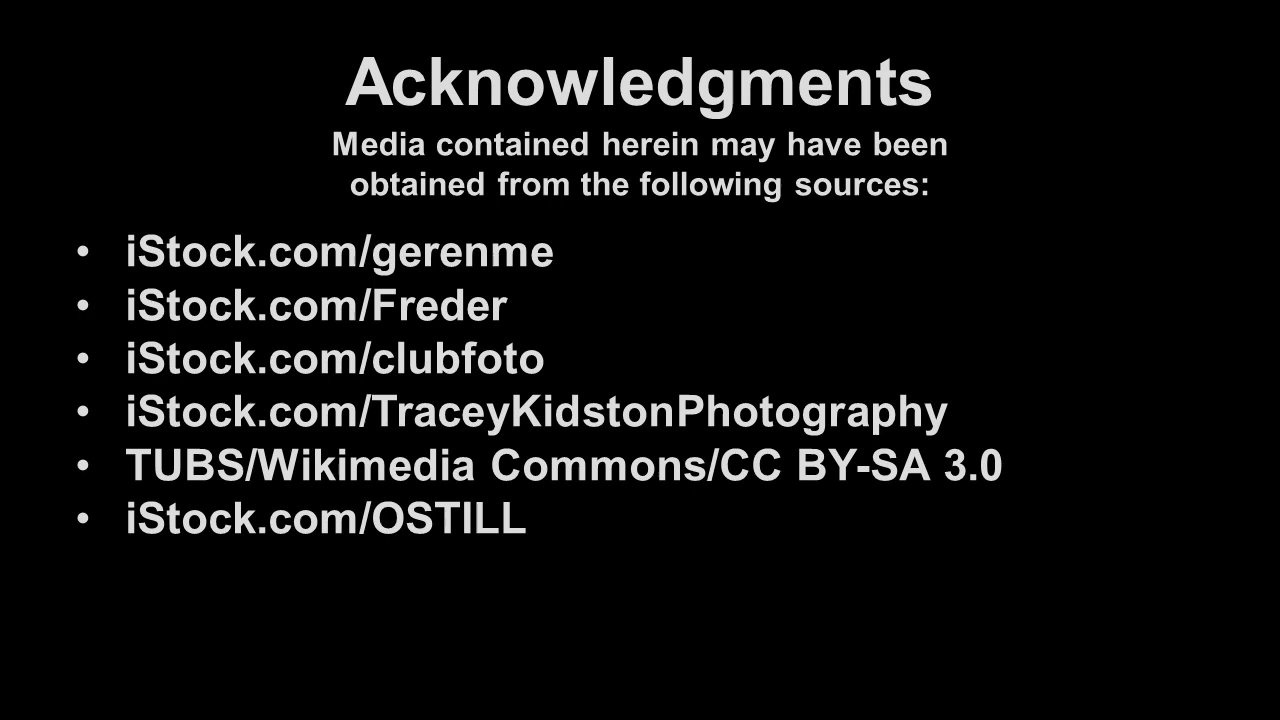 Acknowledgments
Media contained herein may have been
obtained from the following sources:
• iStock.com/gerenme
• iStock.com/Freder
• iStock.com/clubfoto
• iStock.com/TraceyKidstonPhotography
• TUBS/Wikimedia Commons/CC BY-SA 3.0
• iStock.com/OSTILL